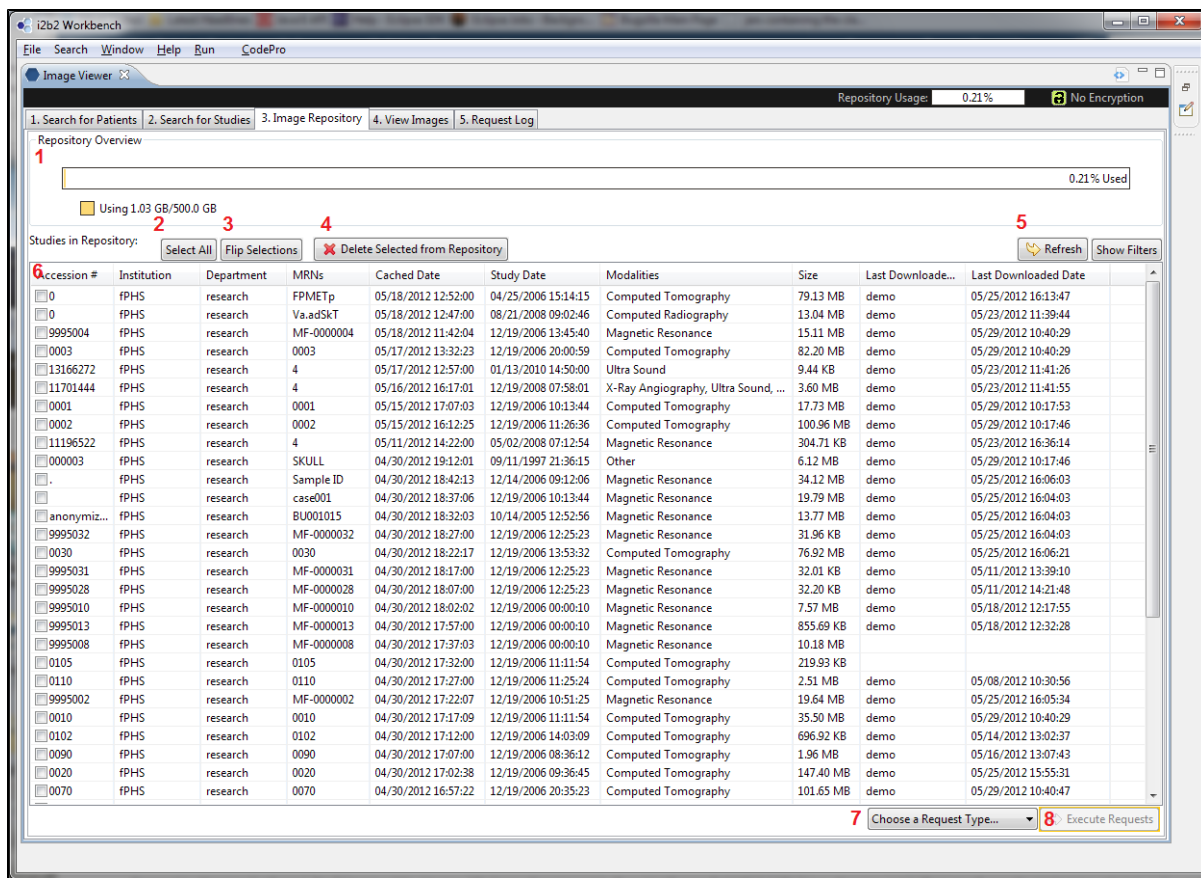 i2b2 Workbench
File Search Window Help Run CodePro
Image Viewer
Repository Usage: 0.21% No Encryption
1. Search for Patients 2. Search for Studies 3. Image Repository 4. View Images 5. Request Log
Repository Overview
1
0.21% Used
Using 1.03 GB/500.0 GB
2 3 4 5
Studies in Repository: Select All Flip Selections Delete Selected from Repository Refresh Show Filters
6
Accession # Institution Department MRNs Cached Date Study Date Modalities Size Last Downloade... Last Downloaded Date
0 fPHS research FPMETp 05/18/2012 12:52:00 04/25/2006 15:14:15 Computed Tomography 79.13 MB demo 05/25/2012 16:13:47
0 fPHS research Va.adSkT 05/18/2012 12:47:00 08/21/2008 09:02:46 Computed Radiography 13.04 MB demo 05/23/2012 11:39:44
9995004 fPHS research MF-0000004 05/18/2012 11:42:04 12/19/2006 13:45:40 Magnetic Resonance 15.11 MB demo 05/29/2012 10:40:29
0003 fPHS research 0003 05/17/2012 13:32:23 12/19/2006 20:00:59 Computed Tomography 82.20 MB demo 05/29/2012 10:40:29
13166272 fPHS research 4 05/17/2012 12:57:00 01/13/2010 14:50:00 Ultra Sound 9.44 KB demo 05/23/2012 11:41:26
11701444 fPHS research 4 05/16/2012 16:17:01 12/19/2008 07:58:01 X-Ray Angiography, Ultra Sound, ... 3.60 MB demo 05/23/2012 11:41:55
0001 fPHS research 0001 05/15/2012 17:07:03 12/19/2006 10:13:44 Computed Tomography 17.73 MB demo 05/29/2012 10:17:53
0002 fPHS research 0002 05/15/2012 16:12:25 12/19/2006 11:26:36 Computed Tomography 100.96 MB demo 05/29/2012 10:17:46
11196522 fPHS research 4 05/11/2012 14:22:00 05/02/2008 07:12:54 Magnetic Resonance 304.71 KB demo 05/23/2012 16:36:14
000003 fPHS research SKULL 04/30/2012 19:12:01 09/11/1997 21:36:15 Other 6.12 MB demo 05/29/2012 10:17:46
. fPHS research Sample ID 04/30/2012 18:42:13 12/14/2006 09:12:06 Magnetic Resonance 34.12 MB demo 05/25/2012 16:06:03
fPHS research case001 04/30/2012 18:37:06 12/19/2006 10:13:44 Magnetic Resonance 19.79 MB demo 05/25/2012 16:04:03
anonymiz... fPHS research BU001015 04/30/2012 18:32:03 10/14/2005 12:52:56 Magnetic Resonance 13.77 MB demo 05/25/2012 16:04:03
9995032 fPHS research MF-0000032 04/30/2012 18:27:00 12/19/2006 12:25:23 Magnetic Resonance 31.96 KB demo 05/25/2012 16:04:03
0030 fPHS research 0030 04/30/2012 18:22:17 12/19/2006 13:53:32 Computed Tomography 76.92 MB demo 05/25/2012 16:06:21
9995031 fPHS research MF-0000031 04/30/2012 18:17:00 12/19/2006 12:25:23 Magnetic Resonance 32.01 KB demo 05/11/2012 13:39:10
9995028 fPHS research MF-0000028 04/30/2012 18:07:00 12/19/2006 12:25:23 Magnetic Resonance 32.20 KB demo 05/11/2012 14:21:48
9995010 fPHS research MF-0000010 04/30/2012 18:02:02 12/19/2006 00:00:10 Magnetic Resonance 7.57 MB demo 05/18/2012 12:17:55
9995013 fPHS research MF-0000013 04/30/2012 17:57:00 12/19/2006 00:00:10 Magnetic Resonance 855.69 KB demo 05/18/2012 12:32:28
9995008 fPHS research MF-0000008 04/30/2012 17:37:03 12/19/2006 00:00:10 Magnetic Resonance 10.18 MB
0105 fPHS research 0105 04/30/2012 17:32:00 12/19/2006 11:11:54 Computed Tomography 219.93 KB
0110 fPHS research 0110 04/30/2012 17:27:00 12/19/2006 11:25:24 Computed Tomography 2.51 MB demo 05/08/2012 10:30:56
9995002 fPHS research MF-0000002 04/30/2012 17:22:07 12/19/2006 10:51:25 Magnetic Resonance 19.64 MB demo 05/25/2012 16:05:34
0010 fPHS research 0010 04/30/2012 17:17:09 12/19/2006 11:11:54 Computed Tomography 35.50 MB demo 05/29/2012 10:40:29
0102 fPHS research 0102 04/30/2012 17:12:00 12/19/2006 14:03:09 Computed Tomography 696.92 KB demo 05/14/2012 13:02:37
0090 fPHS research 0090 04/30/2012 17:07:00 12/19/2006 08:36:12 Computed Tomography 1.96 MB demo 05/16/2012 13:07:43
0020 fPHS research 0020 04/30/2012 17:02:38 12/19/2006 09:36:45 Computed Tomography 147.40 MB demo 05/25/2012 15:55:31
0070 fPHS research 0070 04/30/2012 16:57:22 12/19/2006 20:35:23 Computed Tomography 101.65 MB demo 05/29/2012 10:40:47
7 Choose a Request Type... 8 Execute Requests